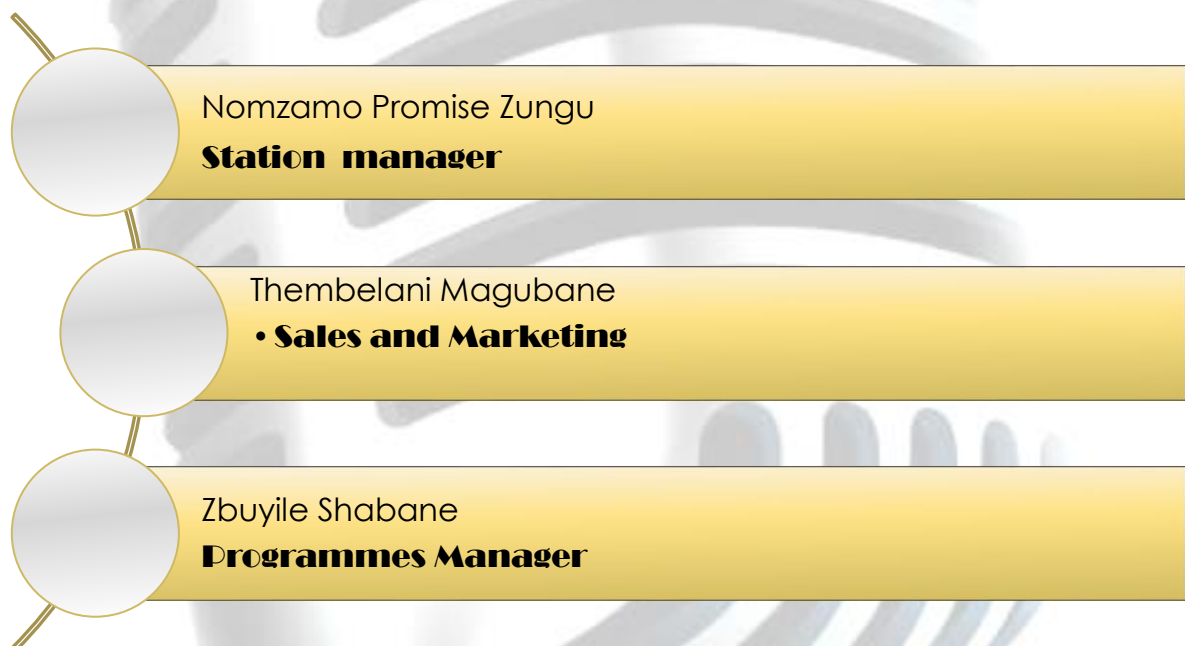 Nomzamo Promise Zungu
Station manager
Thembelani Magubane
• Sales and Marketing
Zbuyile Shabane
Programmes Manager